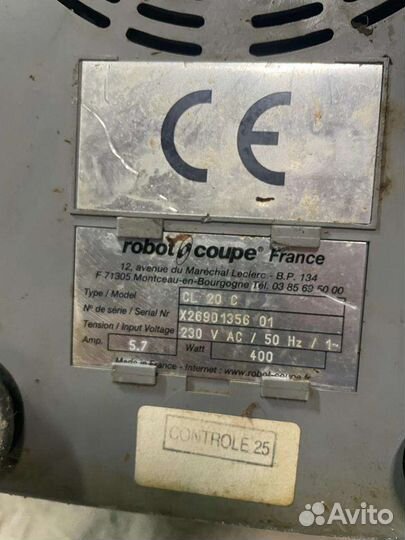 CE
robot coupe® France
12, avenue du Maréchal Leclerc - B.P. 134
F 71305 Montceau-en-Bourgogne Tel. 03 85 69 50 00
Type / Model CL 20 C
N° de série / Serial Nr X26901356 01
Tension / Input Voltage 230 V AC / 50 Hz / 1~
Amp. 5.7 Watt 400
Made in France - Internet : www.robot-coupe.fr
CONTROLE 25
Avito